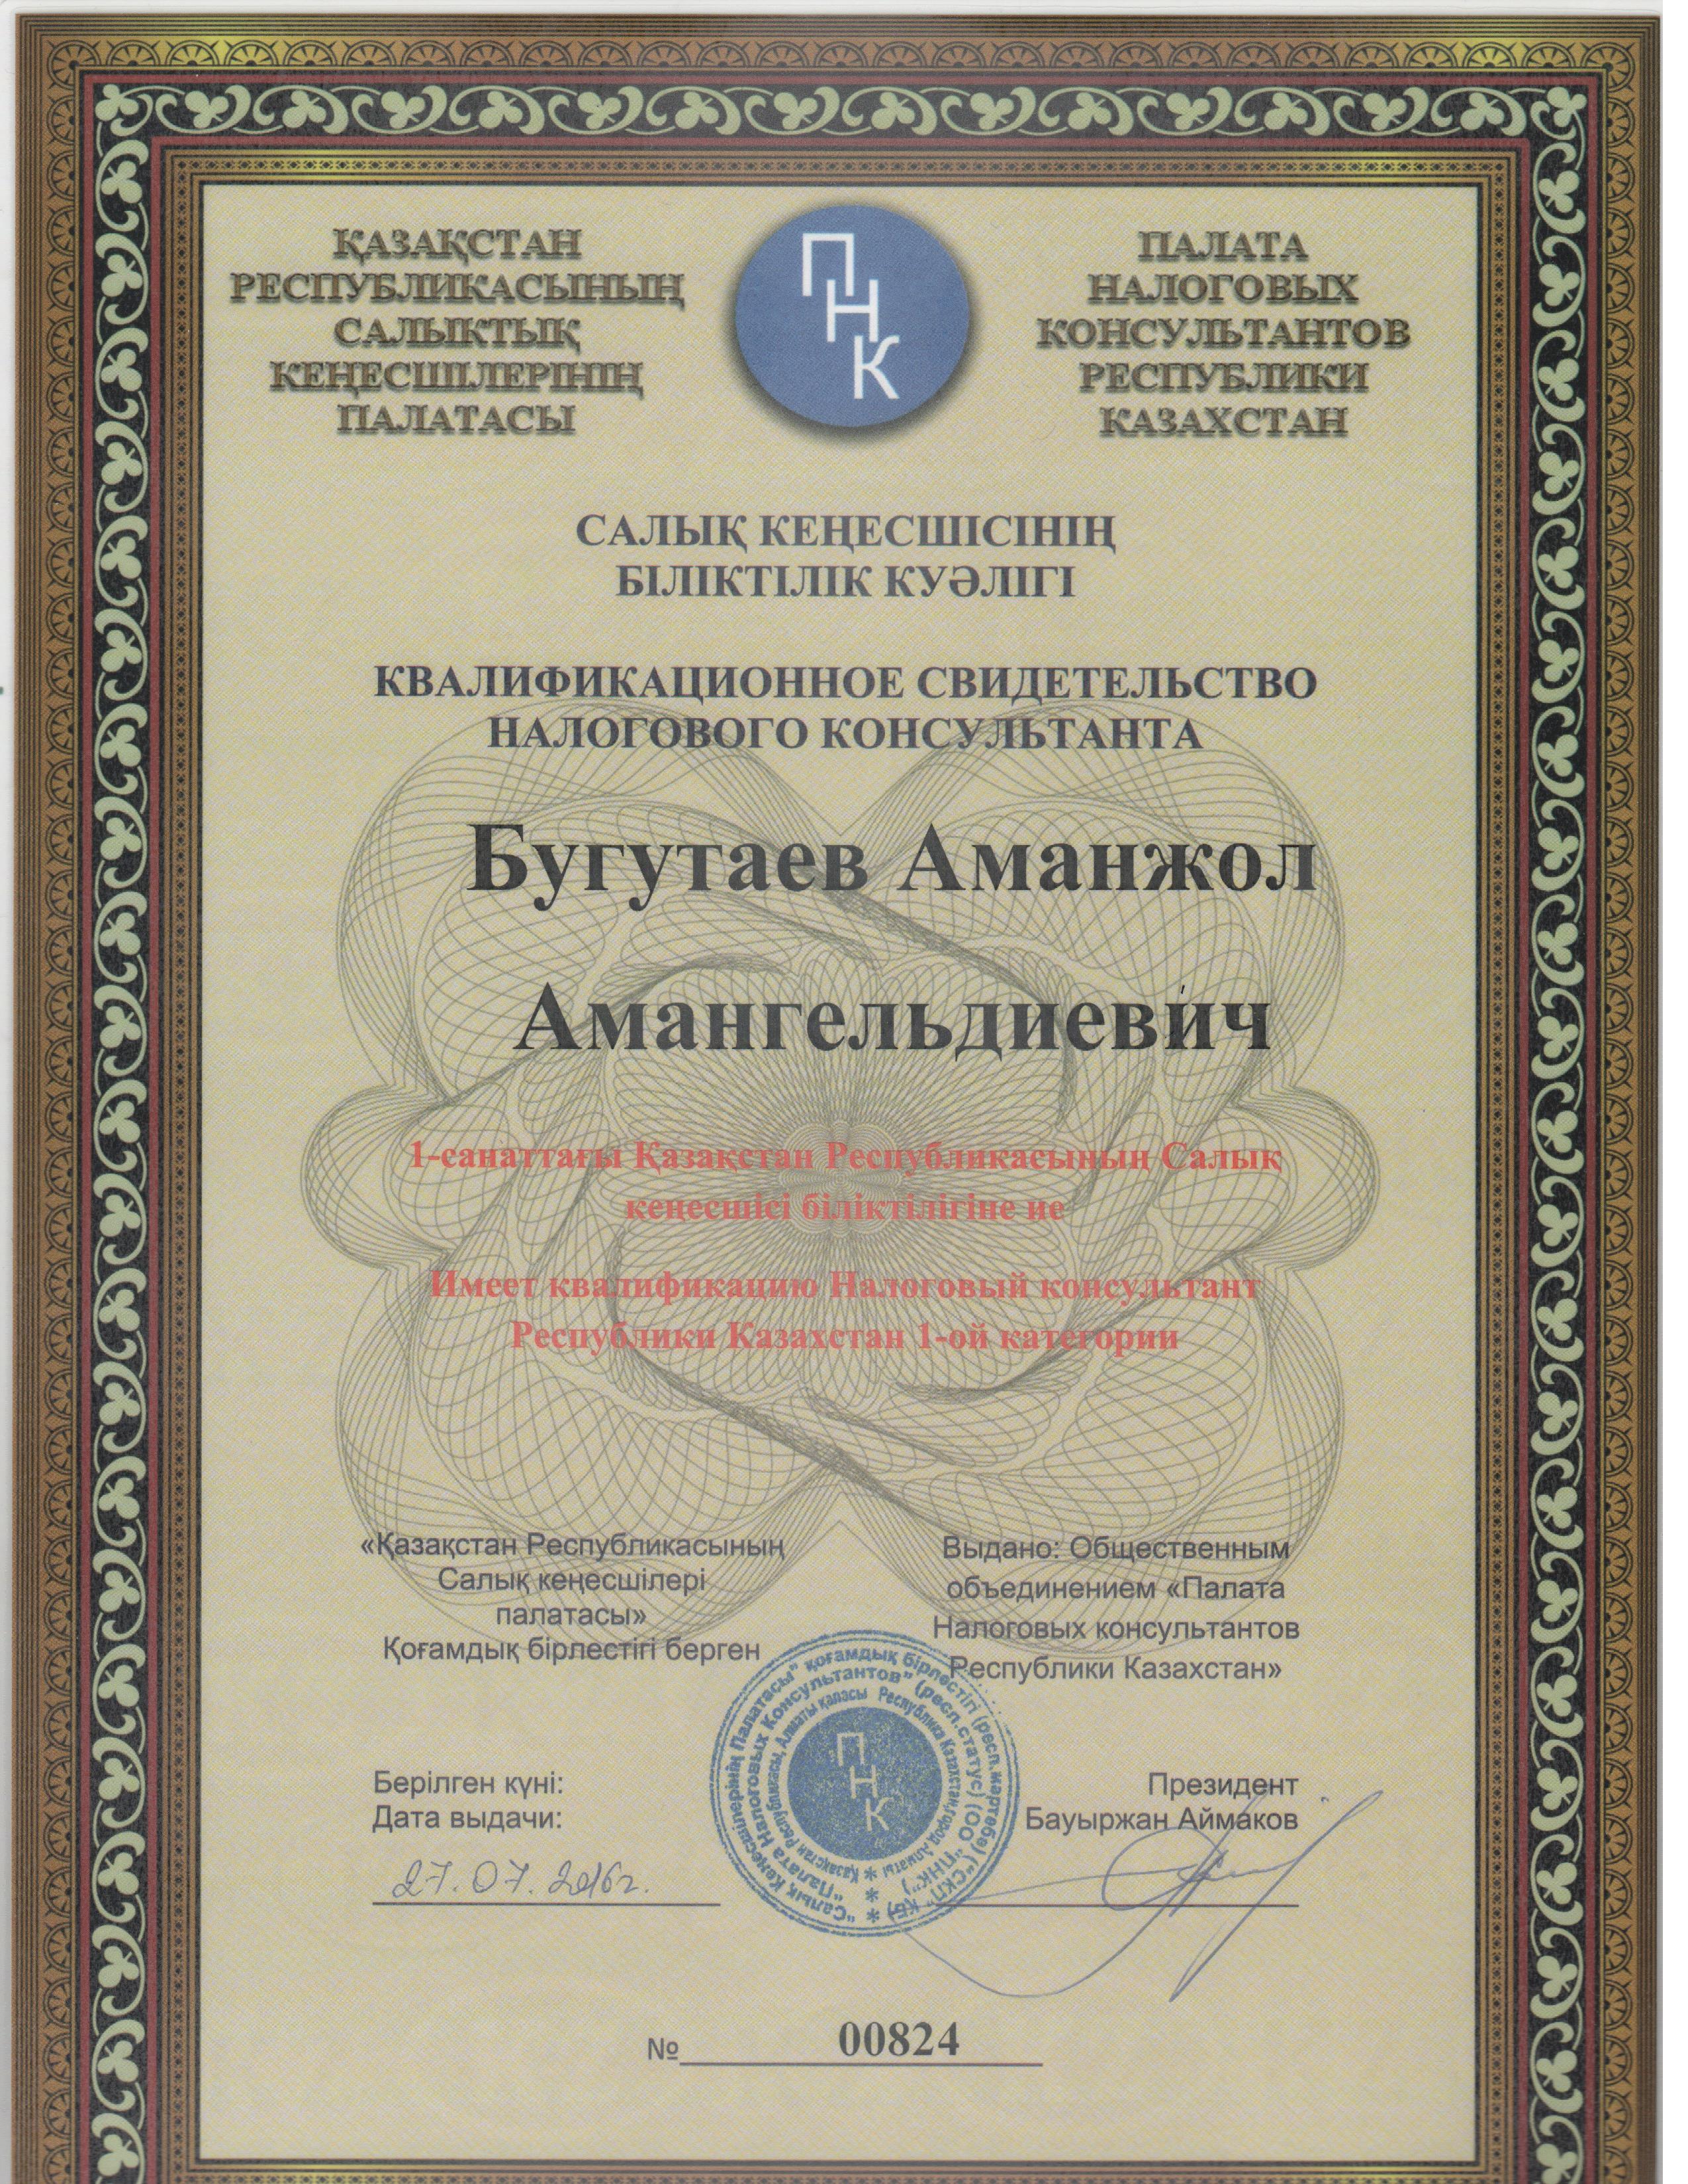 ҚАЗАҚСТАН
РЕСПУБЛИКАСЫНЫҢ
САЛЫКТЫҚ
КЕҢЕСШІЛЕРІНІҢ
ПАЛАТАСЫ
П
Н
К
ПАЛАТА
НАЛОГОВЫХ
КОНСУЛЬТАНТОВ
РЕСПУБЛИКИ
КАЗАХСТАН
САЛЫҚ КЕҢЕСШІСІНІҢ
БІЛІКТІЛІК КУӘЛІГІ
КВАЛИФИКАЦИОННОЕ СВИДЕТЕЛЬСТВО
НАЛОГОВОГО КОНСУЛЬТАНТА
Бугутаев Аманжол
Амангельдиевич
1-санаттағы Қазақстан Республикасының Салық
кеңесшісі біліктілігіне ие
Имеет квалификацию Налоговый консультант
Республики Казахстан 1-ой категории
«Қазақстан Республикасының
Салық кеңесшілері
палатасы»
Қоғамдық бірлестігі берген
Выдано: Общественным
объединением «Палата
Налоговых консультантов
Республики Казахстан»
"Салық Кеңесшілерінің Палатасы" қоғамдық бірлестігі (респ.мәртебе) ("СКП" ҚБ)
"Палата Налоговых Консультантов" (респ.статус) (ОО "ПНК")
Қазақстан Республикасы, Алматы қаласы Республика Казахстан, город Алматы
П
Н
К
Берілген күні:
Дата выдачи:
27.07.2016г.
Президент
Бауыржан Аймаков
№ 00824